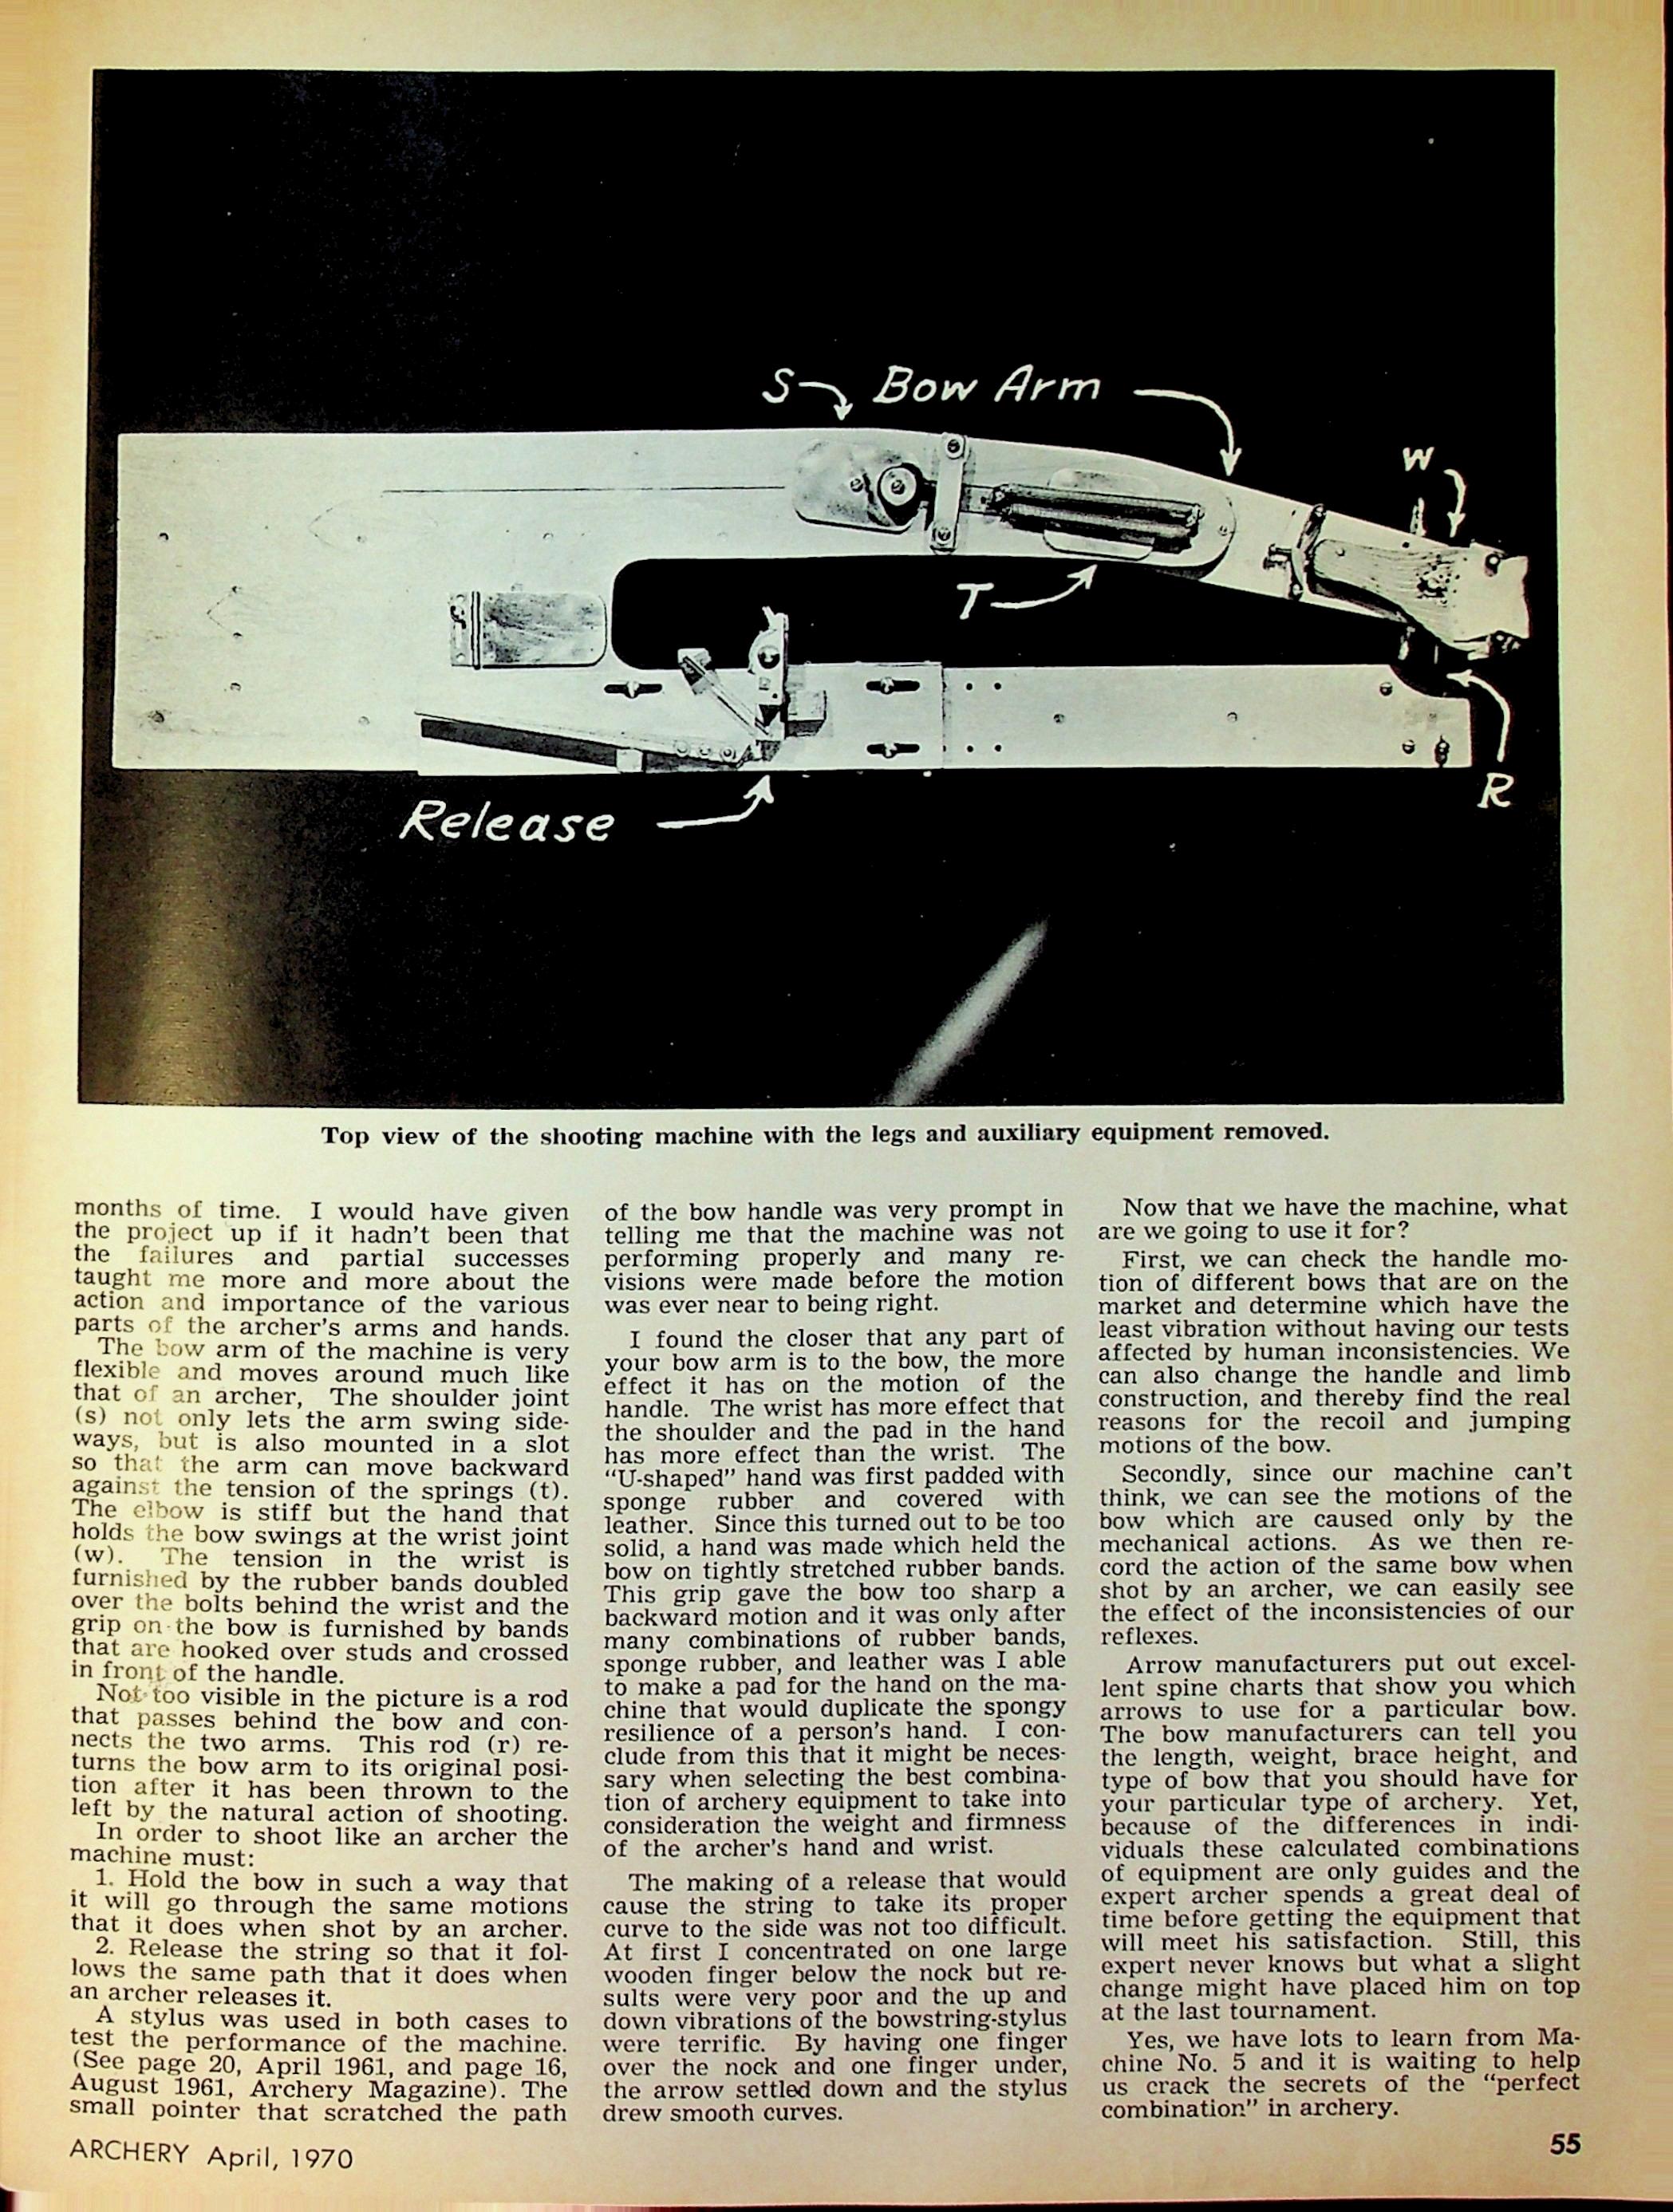 S Bow Arm
W
T
R
Release
Top view of the shooting machine with the legs and auxiliary equipment removed.
months of time. I would have given
the project up if it hadn't been that
the failures and partial successes
taught me more and more about the
action and importance of the various
parts of the archer's arms and hands.
The bow arm of the machine is very
flexible and moves around much like
that of an archer, The shoulder joint
(s) not only lets the arm swing side-
ways, but is also mounted in a slot
so that the arm can move backward
against the tension of the springs (t).
The elbow is stiff but the hand that
holds the bow swings at the wrist joint
(w). The tension in the wrist is
furnished by the rubber bands doubled
over the bolts behind the wrist and the
grip on the bow is furnished by bands
that are hooked over studs and crossed
in front of the handle.
Not too visible in the picture is a rod
that passes behind the bow and con-
nects the two arms. This rod (r) re-
turns the bow arm to its original posi-
tion after it has been thrown to the
left by the natural action of shooting.
In order to shoot like an archer the
machine must:
1. Hold the bow in such a way that
it will go through the same motions
that it does when shot by an archer.
2. Release the string so that it fol-
lows the same path that it does when
an archer releases it.
A stylus was used in both cases to
test the performance of the machine.
(See page 20, April 1961, and page 16,
August 1961, Archery Magazine). The
small pointer that scratched the path
of the bow handle was very prompt in
telling me that the machine was not
performing properly and many re-
visions were made before the motion
was ever near to being right.
I found the closer that any part of
your bow arm is to the bow, the more
effect it has on the motion of the
handle. The wrist has more effect that
the shoulder and the pad in the hand
has more effect than the wrist. The
"U-shaped" hand was first padded with
sponge rubber and covered with
leather. Since this turned out to be too
solid, a hand was made which held the
bow on tightly stretched rubber bands.
This grip gave the bow too sharp a
backward motion and it was only after
many combinations of rubber bands,
sponge rubber, and leather was I able
to make a pad for the hand on the ma-
chine that would duplicate the spongy
resilience of a person's hand. I con-
clude from this that it might be neces-
sary when selecting the best combina-
tion of archery equipment to take into
consideration the weight and firmness
of the archer's hand and wrist.
The making of a release that would
cause the string to take its proper
curve to the side was not too difficult.
At first I concentrated on one large
wooden finger below the nock but re-
sults were very poor and the up and
down vibrations of the bowstring-stylus
were terrific. By having one finger
over the nock and one finger under,
the arrow settled down and the stylus
drew smooth curves.
Now that we have the machine, what
are we going to use it for?
First, we can check the handle mo-
tion of different bows that are on the
market and determine which have the
least vibration without having our tests
affected by human inconsistencies. We
can also change the handle and limb
construction, and thereby find the real
reasons for the recoil and jumping
motions of the bow.
Secondly, since our machine can't
think, we can see the motions of the
bow which are caused only by the
mechanical actions. As we then re-
cord the action of the same bow when
shot by an archer, we can easily see
the effect of the inconsistencies of our
reflexes.
Arrow manufacturers put out excel-
lent spine charts that show you which
arrows to use for a particular bow.
The bow manufacturers can tell you
the length, weight, brace height, and
type of bow that you should have for
your particular type of archery. Yet,
because of the differences in indi-
viduals these calculated combinations
of equipment are only guides and the
expert archer spends a great deal of
time before getting the equipment that
will meet his satisfaction. Still, this
expert never knows but what a slight
change might have placed him on top
at the last tournament.
Yes, we have lots to learn from Ma-
chine No. 5 and it is waiting to help
us crack the secrets of the "perfect
combination" in archery.
ARCHERY April, 1970
55